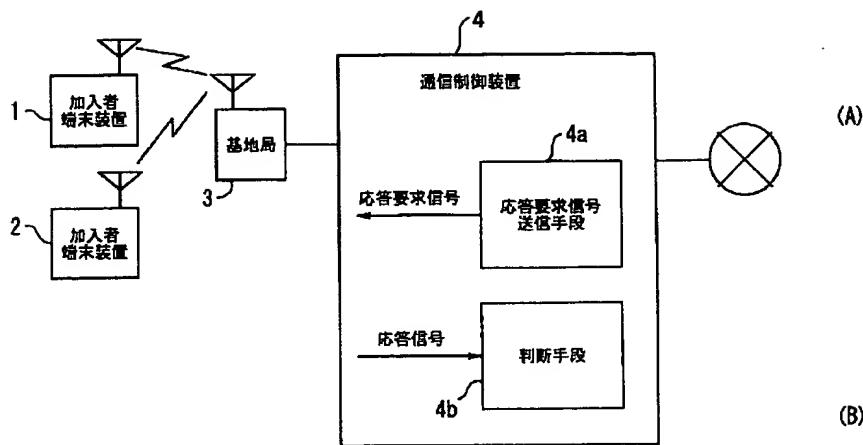 4
通信制御装置
1
加入者
端末装置
(A)
基地局
3
4a
応答要求信号
応答要求信号
送信手段
2
加入者
端末装置
応答信号
判断手段
4b
(B)